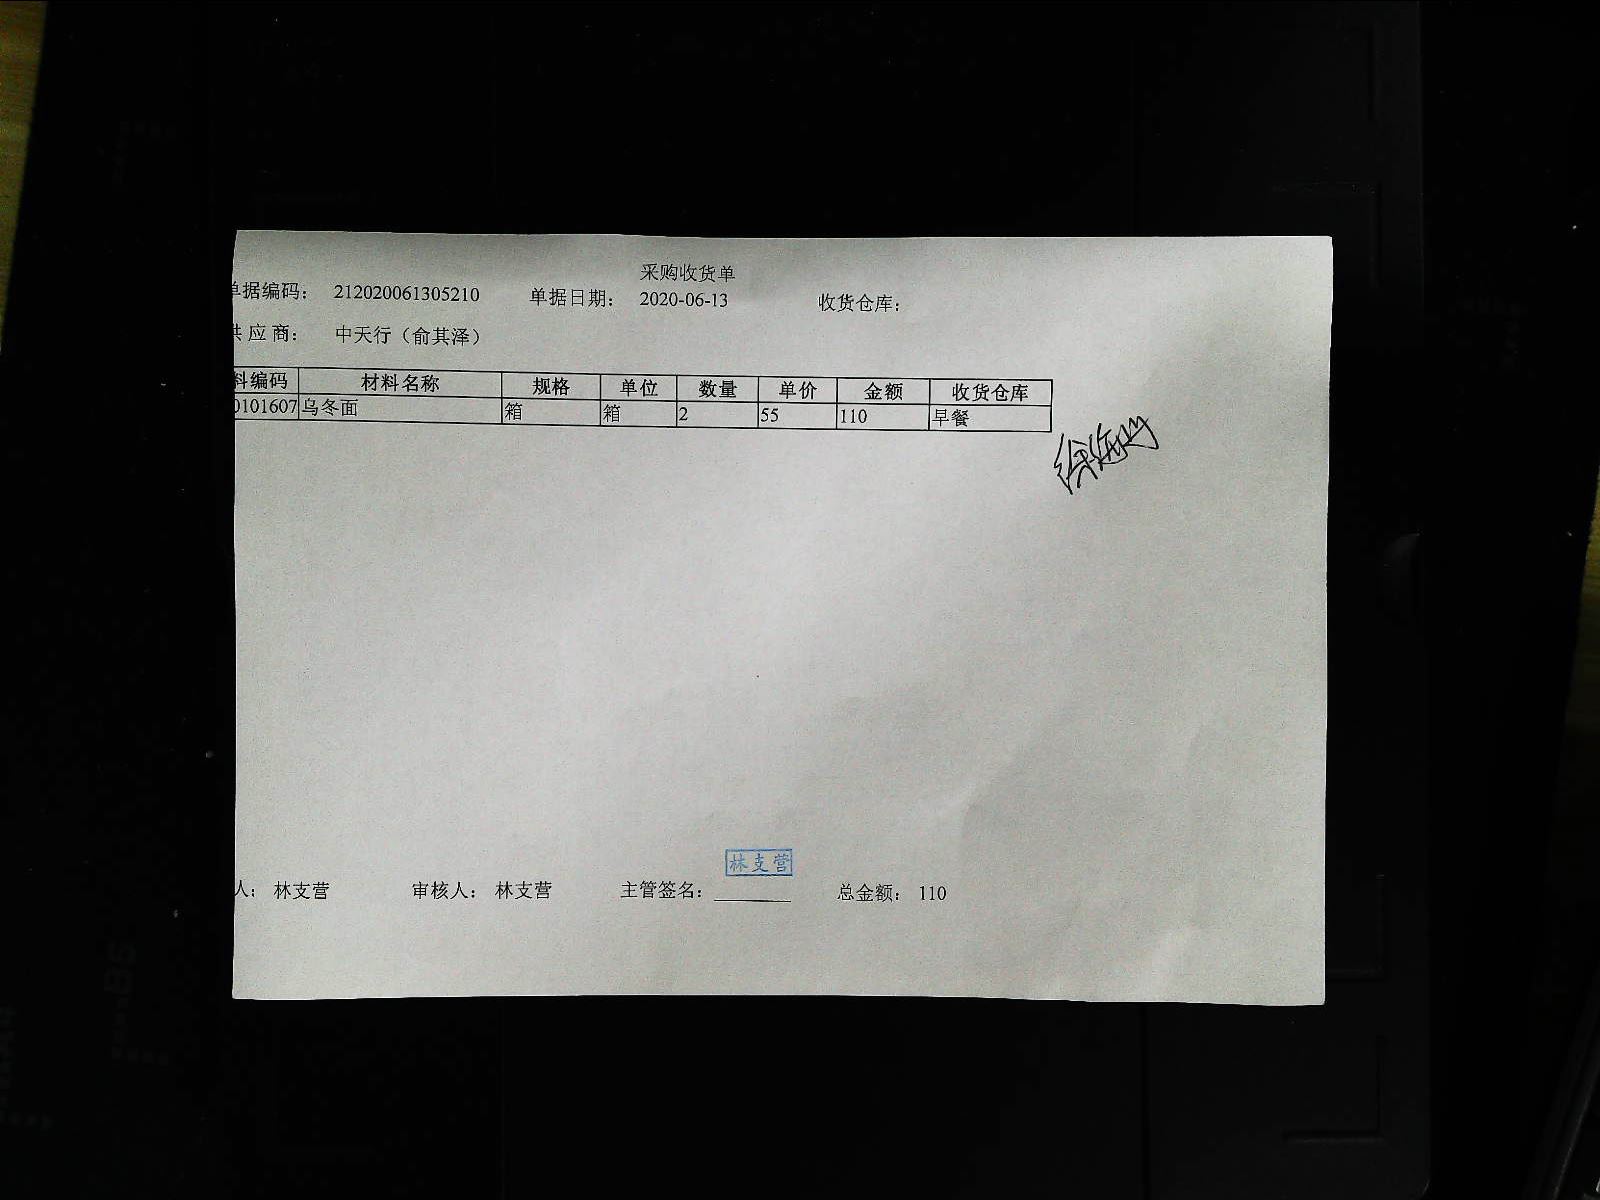 采购收货单
单据编码： 212020061305210 单据日期： 2020-06-13 收货仓库：
供应商： 中天行（俞其泽）
料编码 材料名称 规格 单位 数量 单价 金额 收货仓库
0101607 乌冬面 箱 箱 2 55 110 早餐
林支营
人： 林支营 审核人： 林支营 主管签名： 总金额： 110